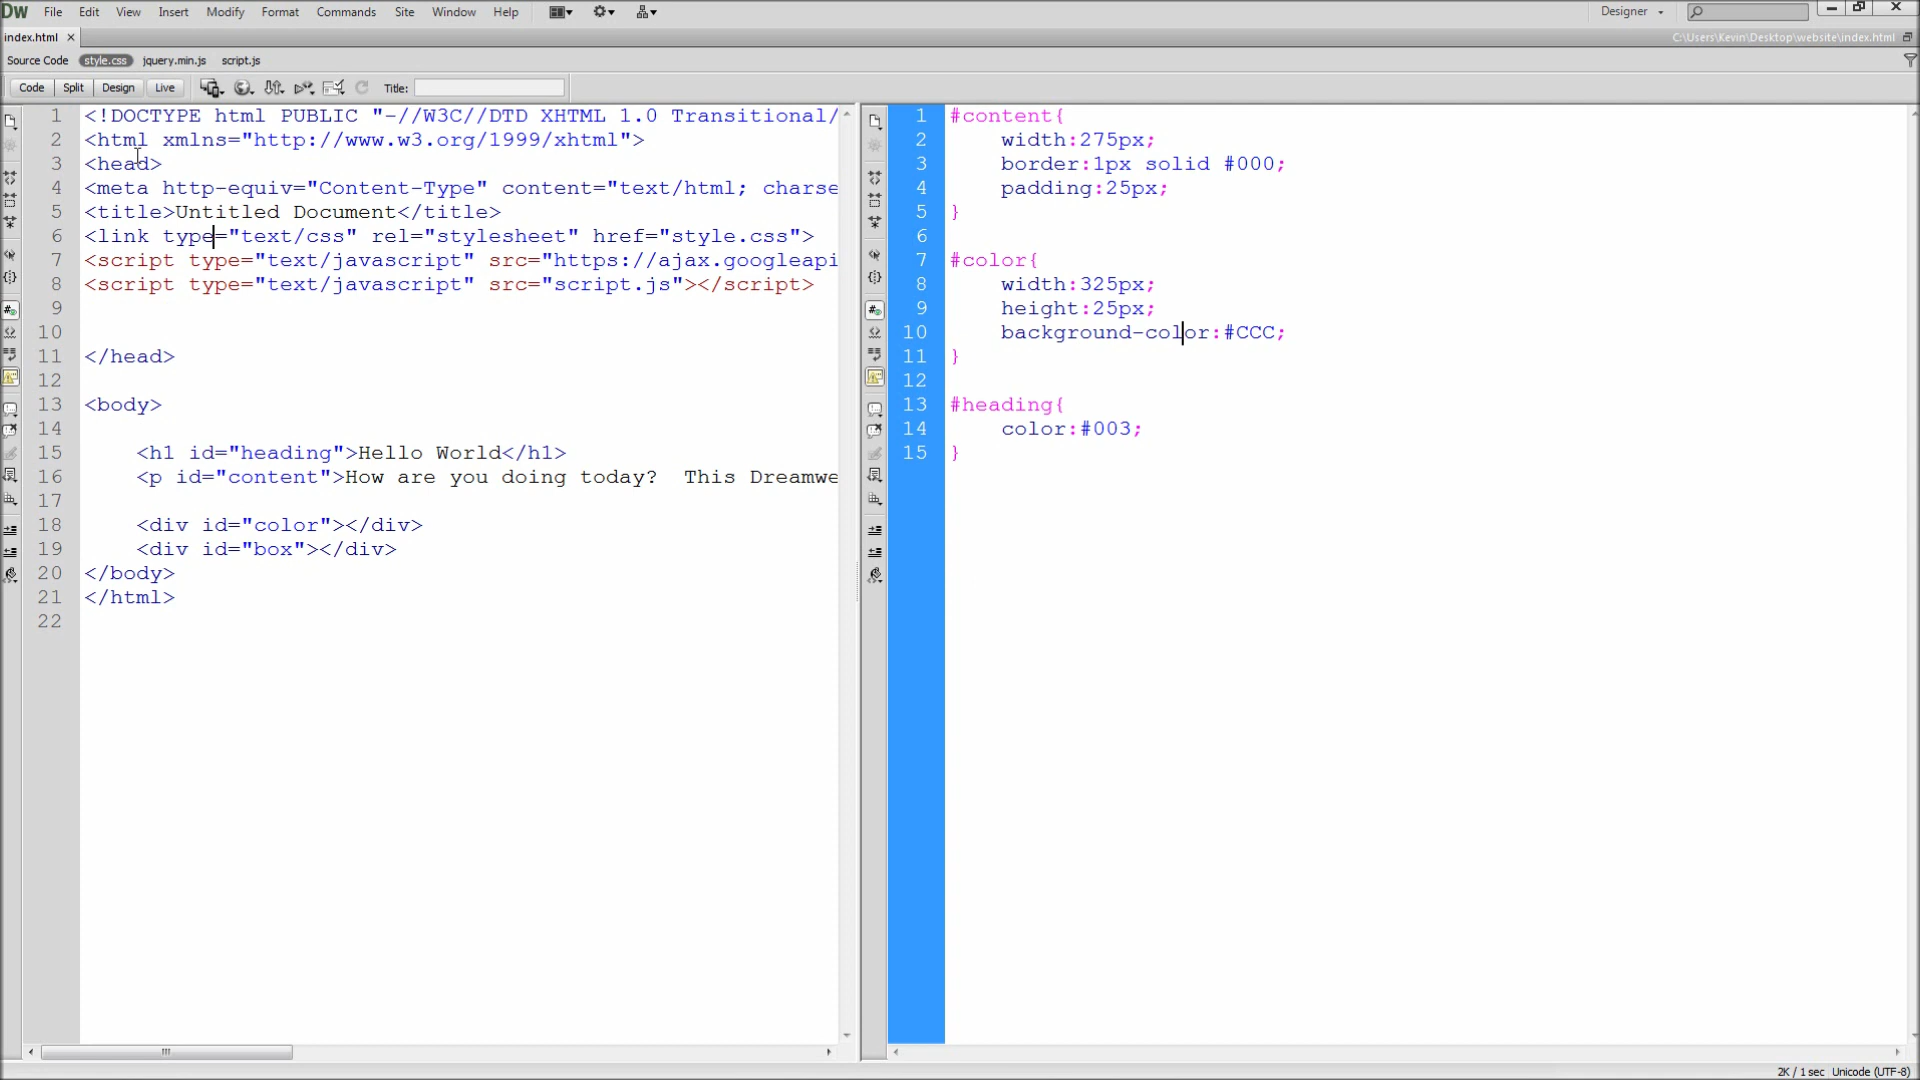 DW File Edit View Insert Modify Format Commands Site Window Help Designer
index.html × C:\Users\Kevin\Desktop\website\index.html
Source Code style.css jquery.min.js script.js
Code Split Design Live Title:
1 <!DOCTYPE html PUBLIC "-//W3C//DTD XHTML 1.0 Transitional/
2 <html xmlns="http://www.w3.org/1999/xhtml">
3 <head>
4 <meta http-equiv="Content-Type" content="text/html; charse
5 <title>Untitled Document</title>
6 <link type="text/css" rel="stylesheet" href="style.css">
7 <script type="text/javascript" src="https://ajax.googleapi
8 <script type="text/javascript" src="script.js"></script>
9
10
11 </head>
12
13 <body>
14
15 <h1 id="heading">Hello World</h1>
16 <p id="content">How are you doing today?  This Dreamwe
17
18 <div id="color"></div>
19 <div id="box"></div>
20 </body>
21 </html>
22
1 #content{
2 width:275px;
3 border:1px solid #000;
4 padding:25px;
5 }
6
7 #color{
8 width:325px;
9 height:25px;
10 background-color:#CCC;
11 }
12
13 #heading{
14 color:#003;
15 }
2K / 1 sec Unicode (UTF-8)